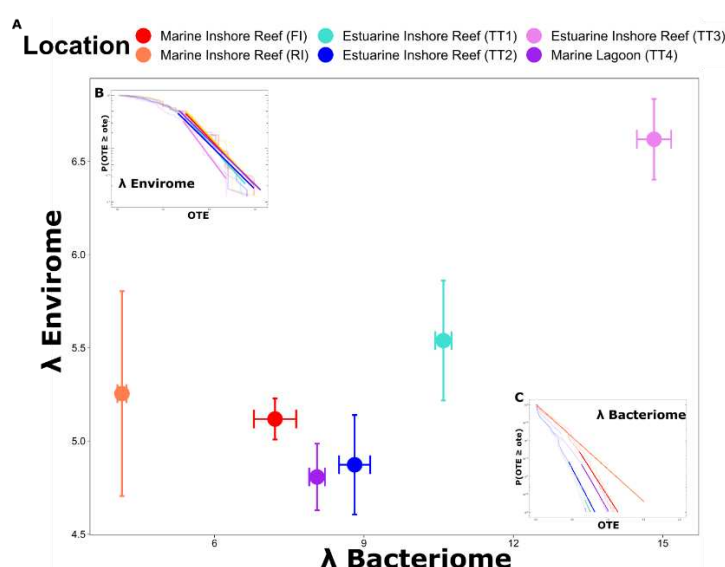 A
Location
Marine Inshore Reef (FI) Estuarine Inshore Reef (TT1) Estuarine Inshore Reef (TT3)
Marine Inshore Reef (RI) Estuarine Inshore Reef (TT2) Marine Lagoon (TT4)
B
P(OTE ≥ ote)
λ Envirome
OTE
6.5
6.0
5.5
5.0
4.5
λ Envirome
C
λ Bacteriome
P(OTE ≥ ote)
OTE
6 9 12 15
λ Bacteriome